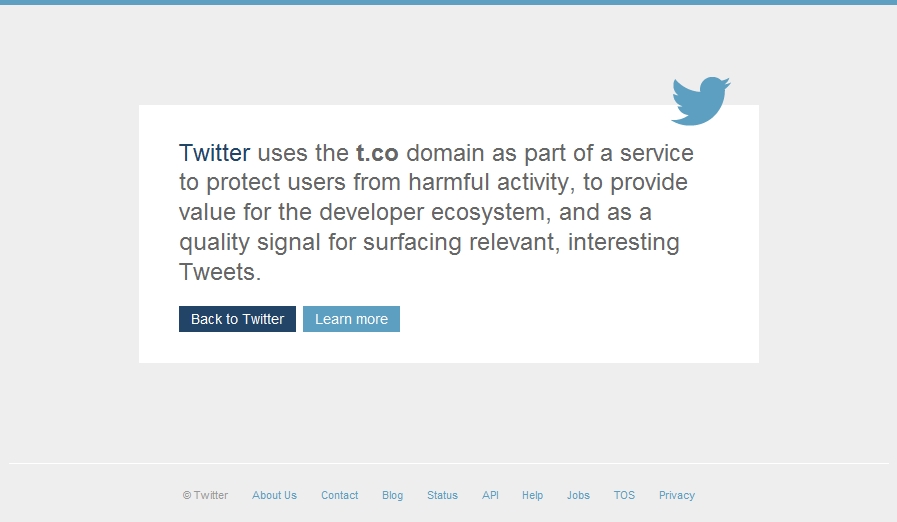 Twitter uses the t.co domain as part of a service
to protect users from harmful activity, to provide
value for the developer ecosystem, and as a
quality signal for surfacing relevant, interesting
Tweets.
Back to Twitter Learn more
© Twitter About Us Contact Blog Status API Help Jobs TOS Privacy